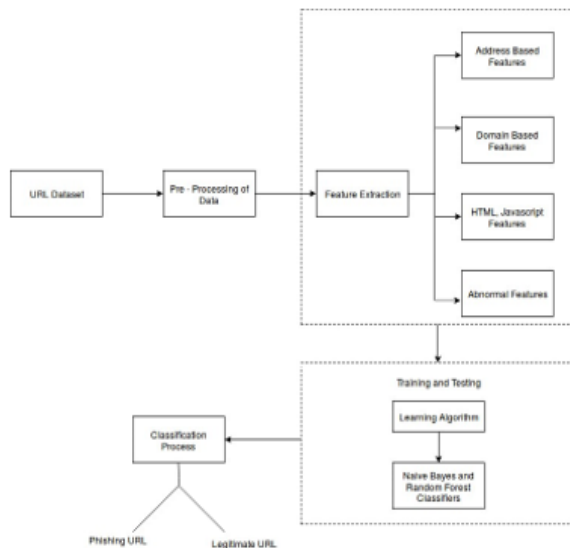 Address Based
Features
Domain Based
Features
URL Dataset
Pre - Processing of
Data
Feature Extraction
HTML, Javascript
Features
Abnormal Features
Training and Testing
Learning Algorithm
Classification
Process
Naive Bayes and
Random Forest
Classifiers
Phishing URL
Legitimate URL